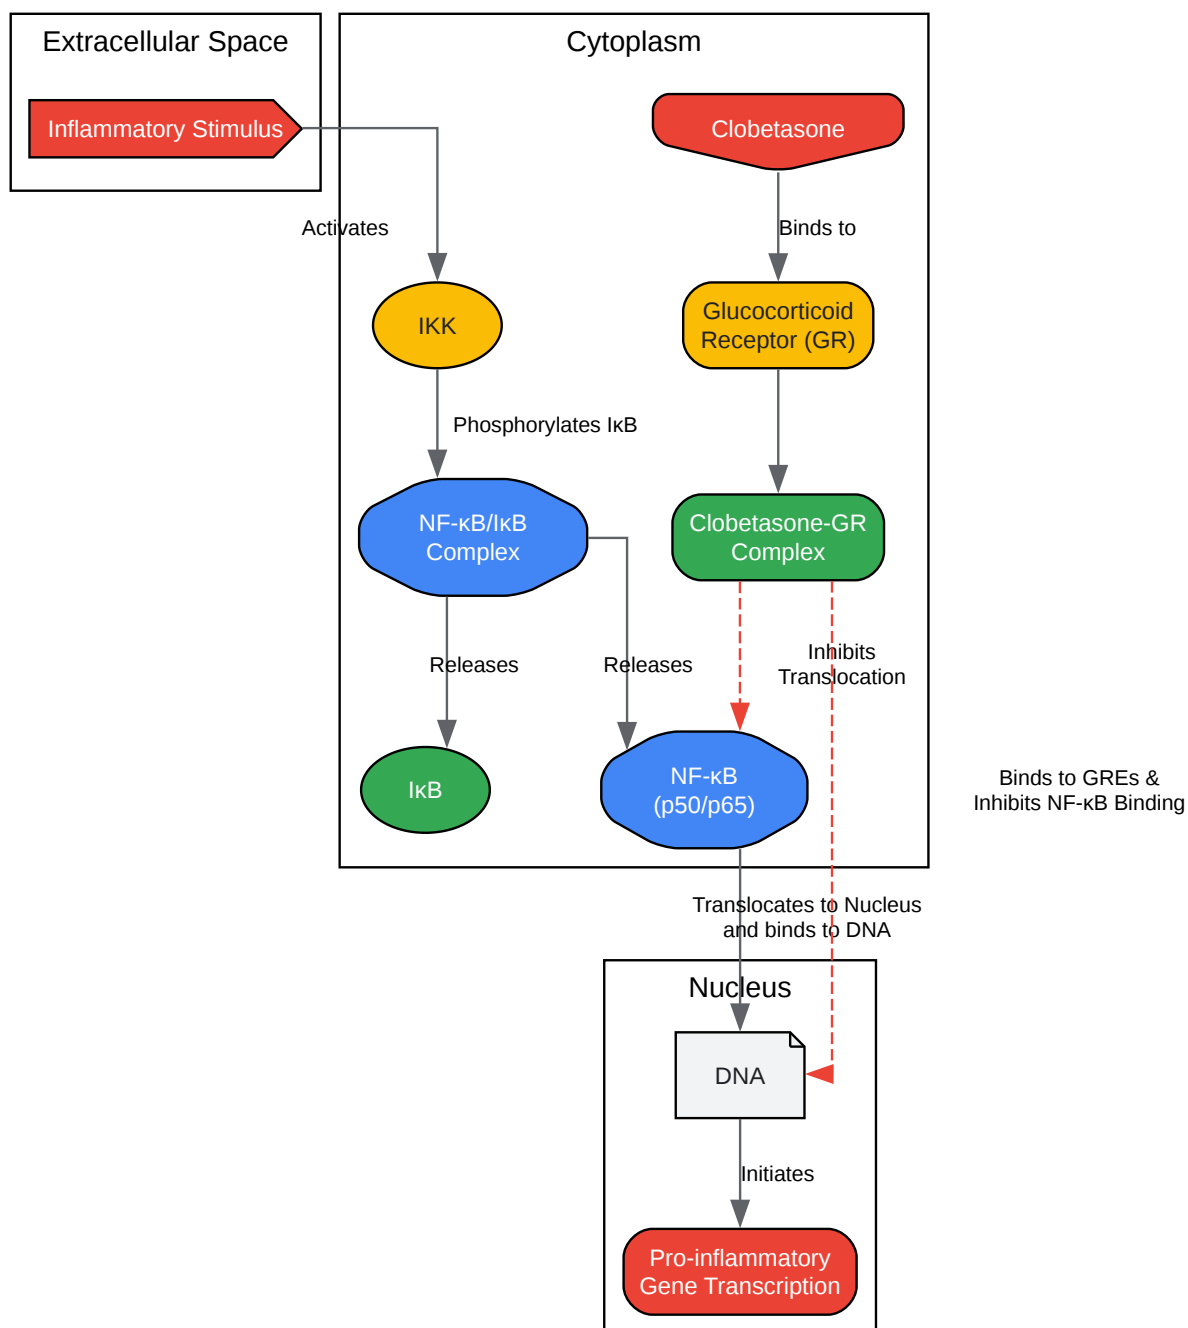 Extracellular Space
Cytoplasm
Inflammatory Stimulus
Clobetasone
Activates
Binds to
IKK
Glucocorticoid
Receptor (GR)
Phosphorylates IκB
NF-κB/IκB
Complex
Clobetasone-GR
Complex
Releases
Releases
Inhibits
Translocation
IκB
NF-κB
(p50/p65)
Binds to GREs &
Inhibits NF-κB Binding
Translocates to Nucleus
and binds to DNA
Nucleus
DNA
Initiates
Pro-inflammatory
Gene Transcription